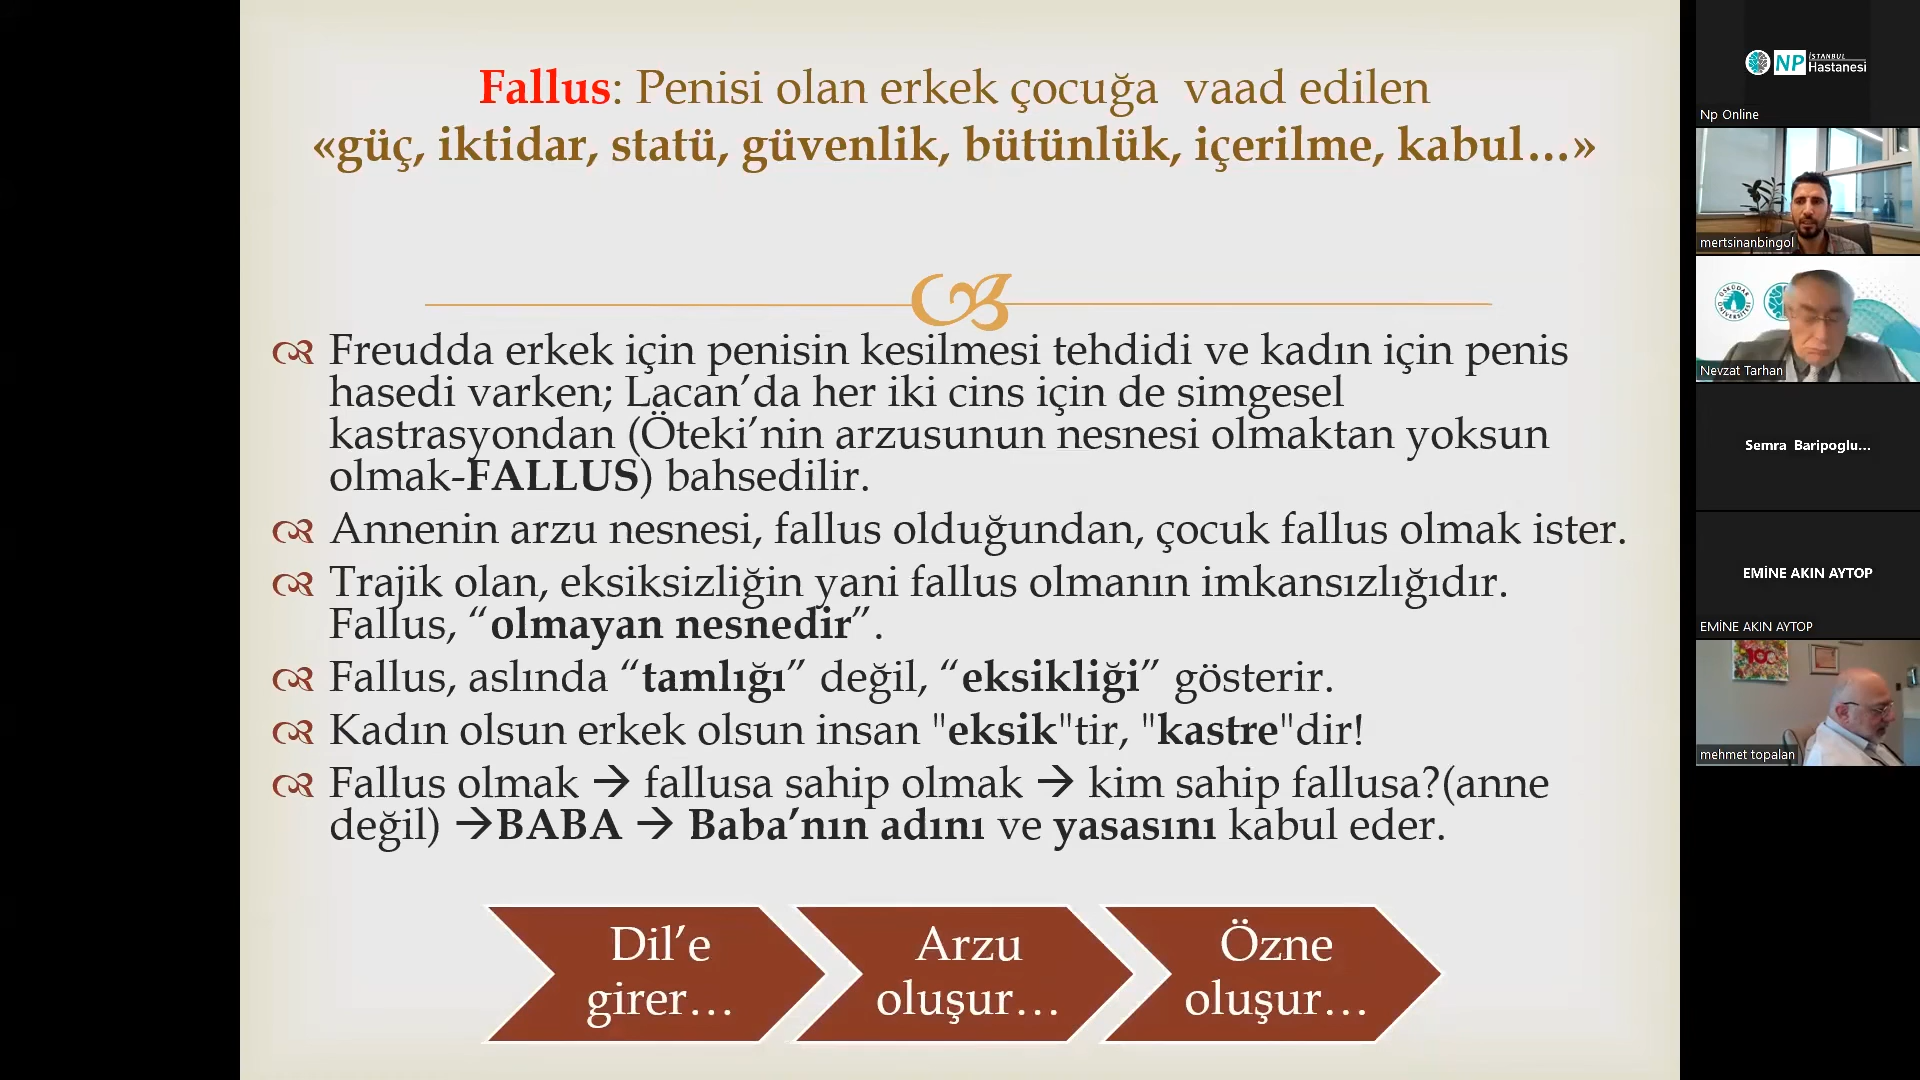 Fallus: Penisi olan erkek çocuğa vaad edilen
«güç, iktidar, statü, güvenlik, bütünlük, içerilme, kabul…»
Freudda erkek için penisin kesilmesi tehdidi ve kadın için penis
hasedi varken; Lacan’da her iki cins için de simgesel
kastrasyondan (Öteki’nin arzusunun nesnesi olmaktan yoksun
olmak-FALLUS) bahsedilir.
Annenin arzu nesnesi, fallus olduğundan, çocuk fallus olmak ister.
Trajik olan, eksiksizliğin yani fallus olmanın imkansızlığıdır.
Fallus, “olmayan nesnedir”.
Fallus, aslında “tamlığı” değil, “eksikliği” gösterir.
Kadın olsun erkek olsun insan "eksik"tir, "kastre"dir!
Fallus olmak → fallusa sahip olmak → kim sahip fallusa?(anne
değil) →BABA → Baba’nın adını ve yasasını kabul eder.
Dil’e
girer…
Arzu
oluşur…
Özne
oluşur…
NP İSTANBUL
Hastanesi
Np Online
mertsinanbingol
ÜSKÜDAR ÜNİVERSİTESİ
Nevzat Tarhan
Semra Baripoglu...
EMİNE AKIN AYTOP
EMİNE AKIN AYTOP
100
mehmet topalan